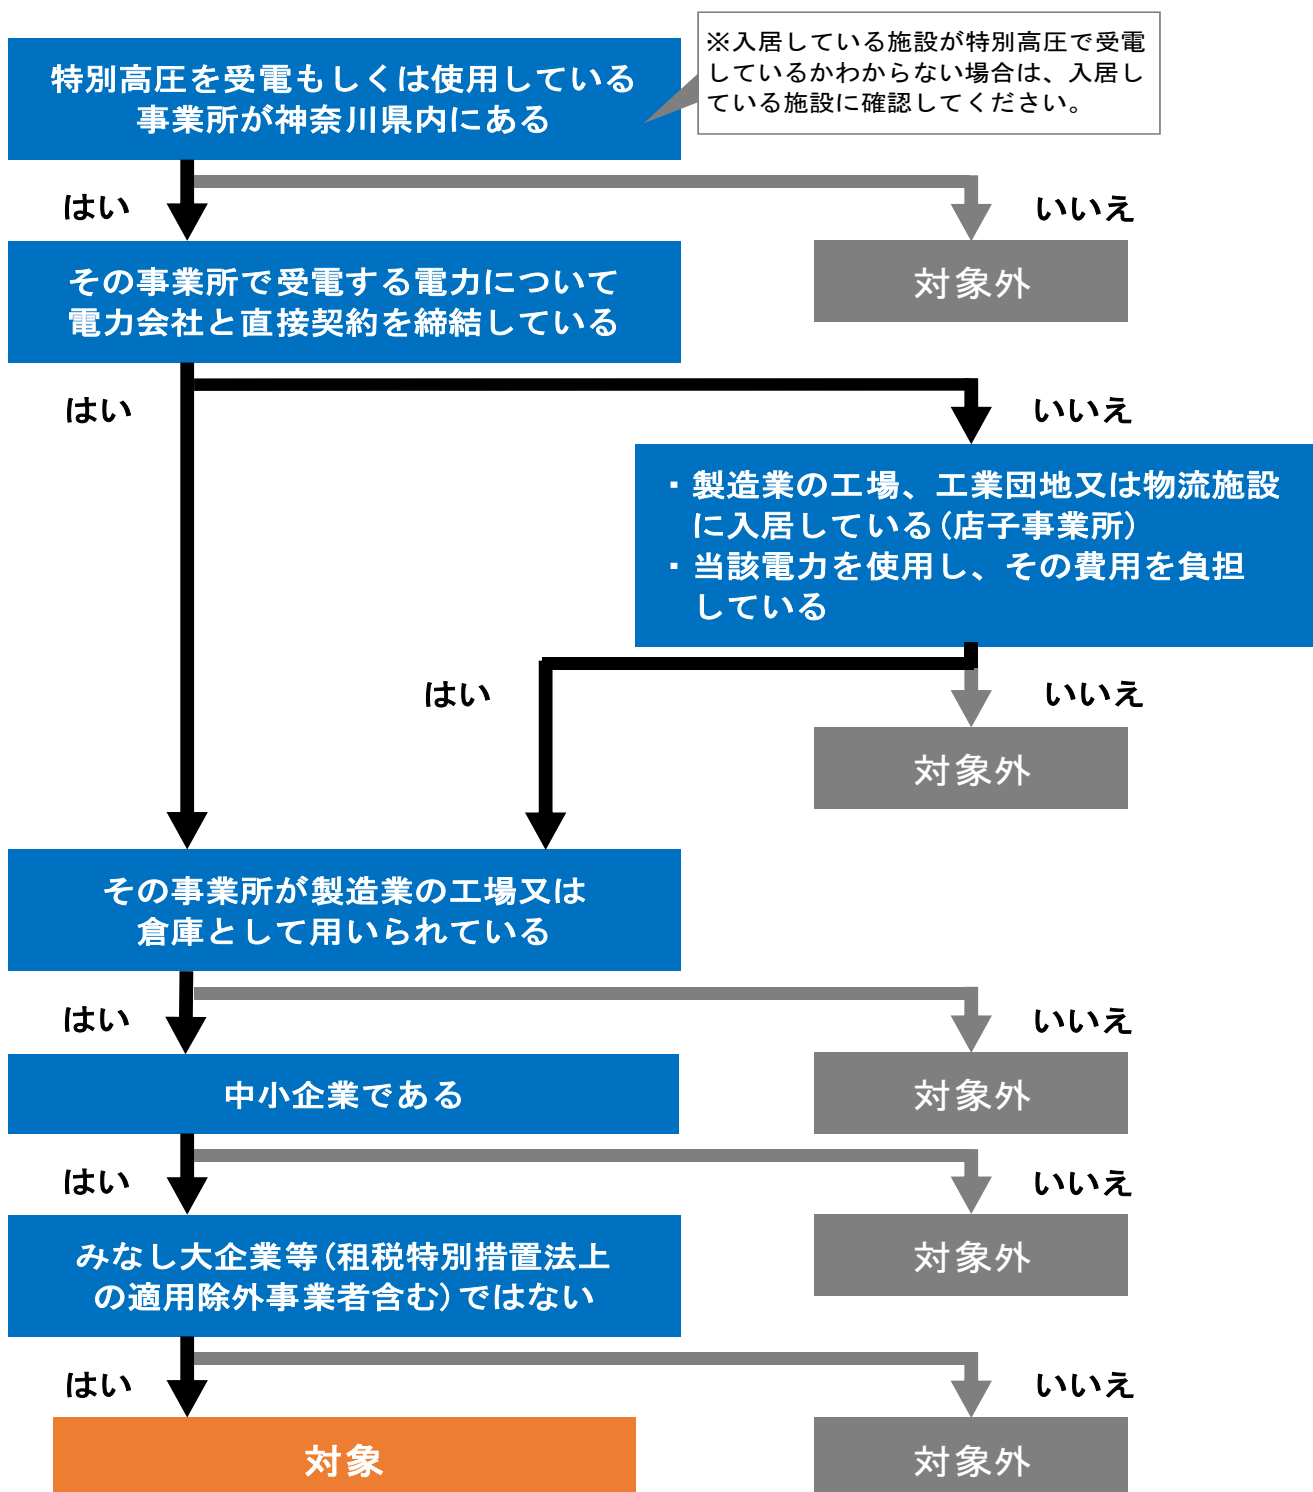 特別高圧を受電もしくは使用している
事業所が神奈川県内にある
※入居している施設が特別高圧で受電
しているかわからない場合は、入居し
ている施設に確認してください。
はい
いいえ
対象外
その事業所で受電する電力について
電力会社と直接契約を締結している
はい
いいえ
・製造業の工場、工業団地又は物流施設
に入居している(店子事業所)
・当該電力を使用し、その費用を負担
している
はい
いいえ
対象外
その事業所が製造業の工場又は
倉庫として用いられている
はい
いいえ
対象外
中小企業である
はい
いいえ
対象外
みなし大企業等(租税特別措置法上
の適用除外事業者含む)ではない
はい
いいえ
対象
対象外